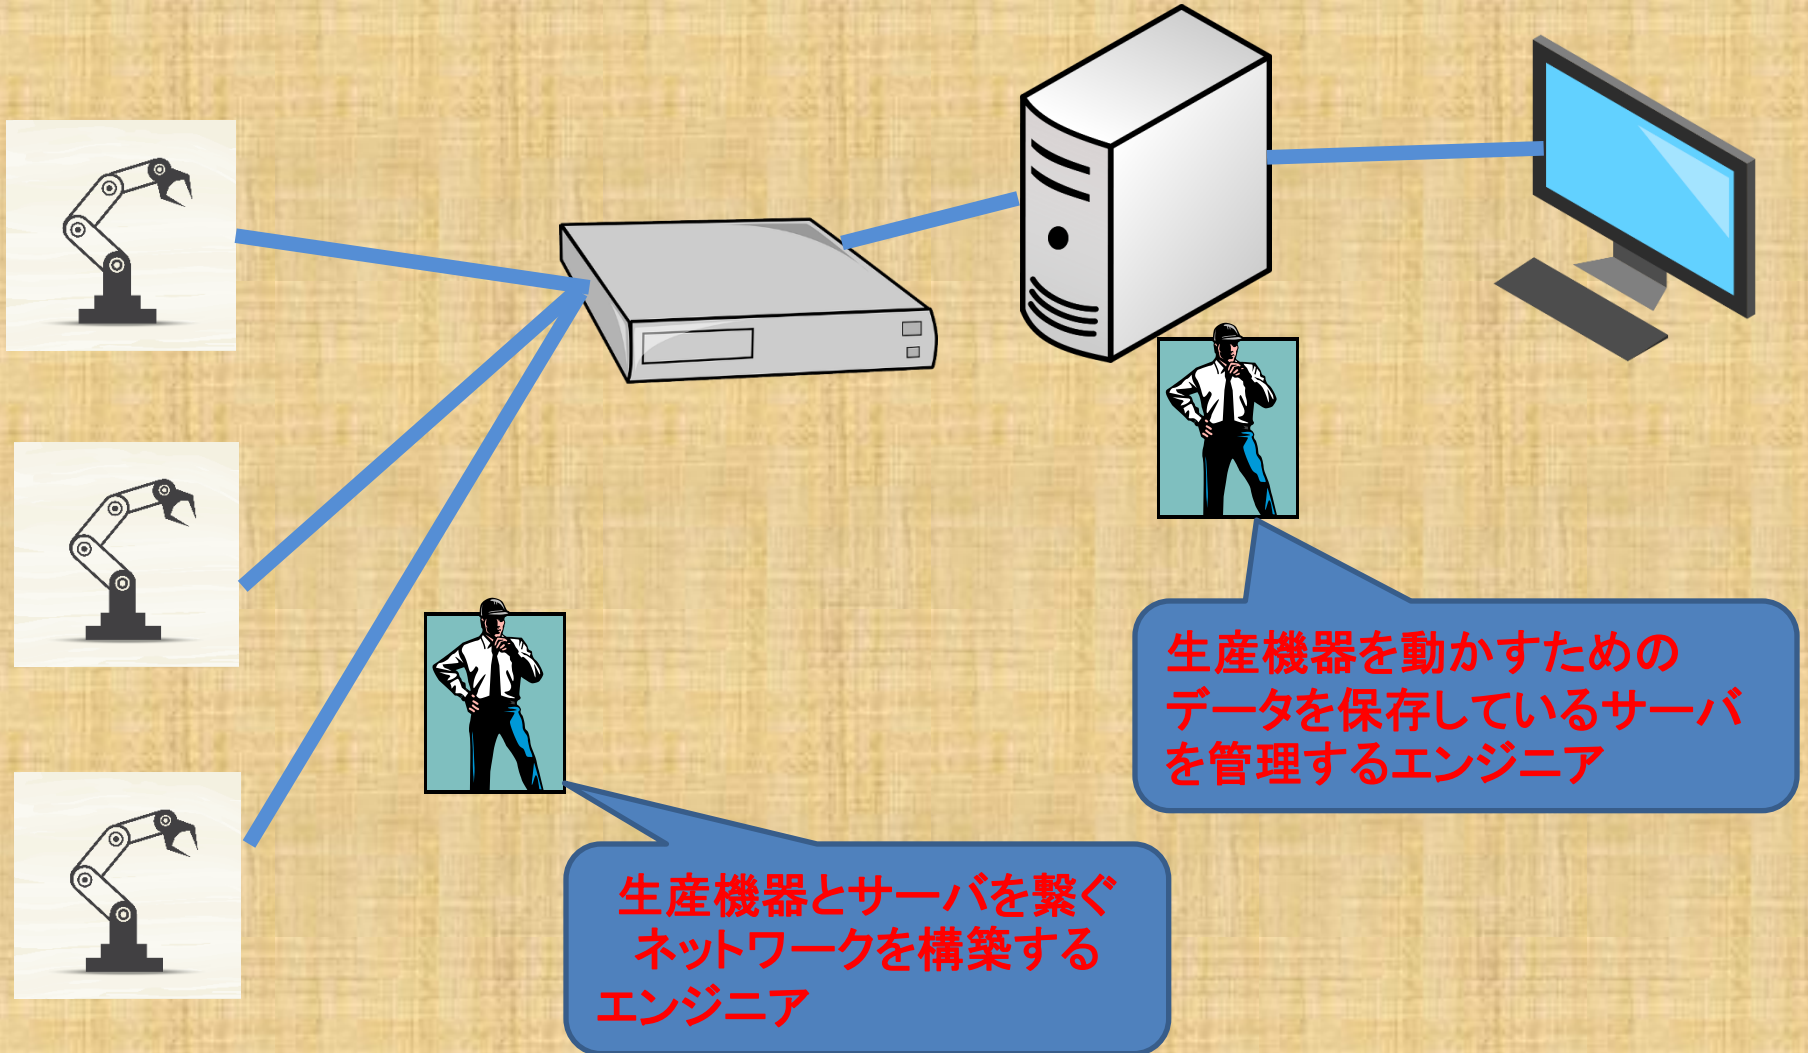 生産機器を動かすための
データを保存しているサーバ
を管理するエンジニア
生産機器とサーバを繋ぐ
ネットワークを構築する
エンジニア